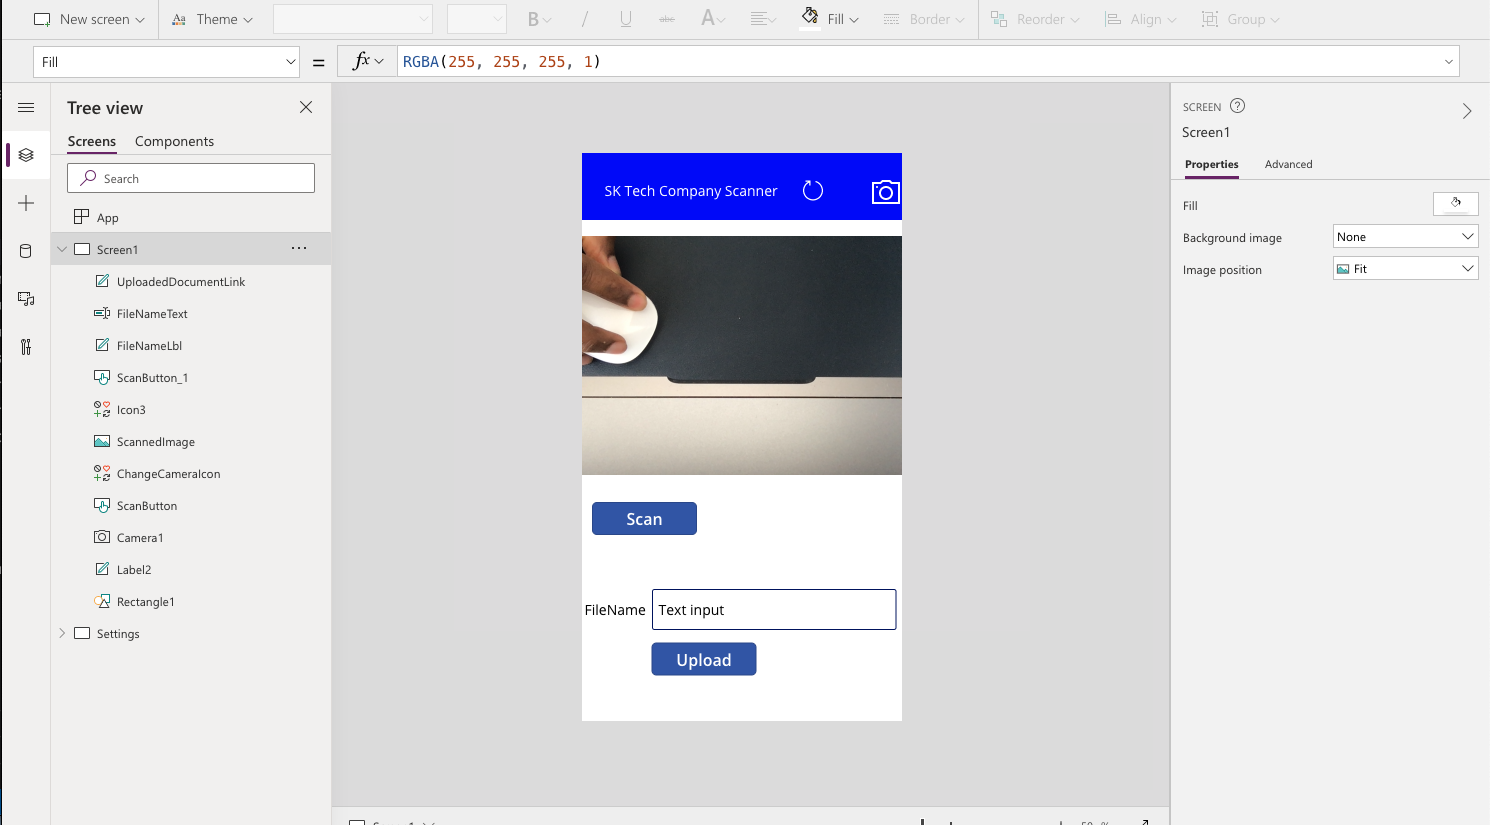 New screen Theme B / U abc A Fill Border Reorder Align Group
Fill = fx RGBA(255, 255, 255, 1)
Tree view
Screens Components
Search
App
Screen1 ...
UploadedDocumentLink
FileNameText
FileNameLbl
ScanButton_1
Icon3
ScannedImage
ChangeCameraIcon
ScanButton
Camera1
Label2
Rectangle1
Settings
SK Tech Company Scanner
Scan
FileName Text input
Upload
SCREEN ?
Screen1
Properties Advanced
Fill
Background image None
Image position Fit